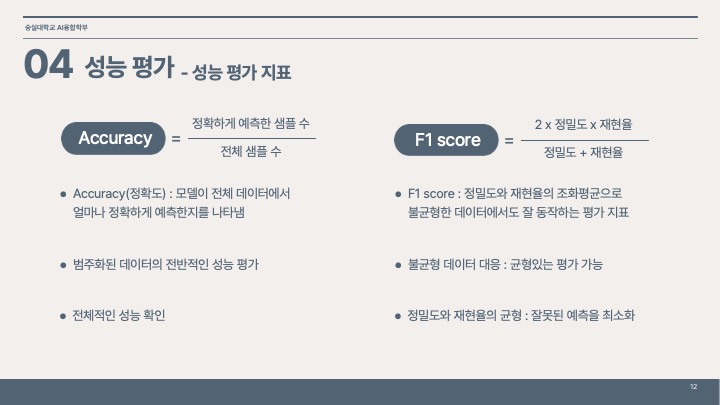 숭실대학교 AI융합학부
04 성능 평가 - 성능 평가 지표
Accuracy = 정확하게 예측한 샘플 수
전체 샘플 수
● Accuracy(정확도) : 모델이 전체 데이터에서
얼마나 정확하게 예측한지를 나타냄
● 범주화된 데이터의 전반적인 성능 평가
● 전체적인 성능 확인
F1 score = 2 x 정밀도 x 재현율
정밀도 + 재현율
● F1 score : 정밀도와 재현율의 조화평균으로
불균형한 데이터에서도 잘 동작하는 평가 지표
● 불균형 데이터 대응 : 균형있는 평가 가능
● 정밀도와 재현율의 균형 : 잘못된 예측을 최소화
12